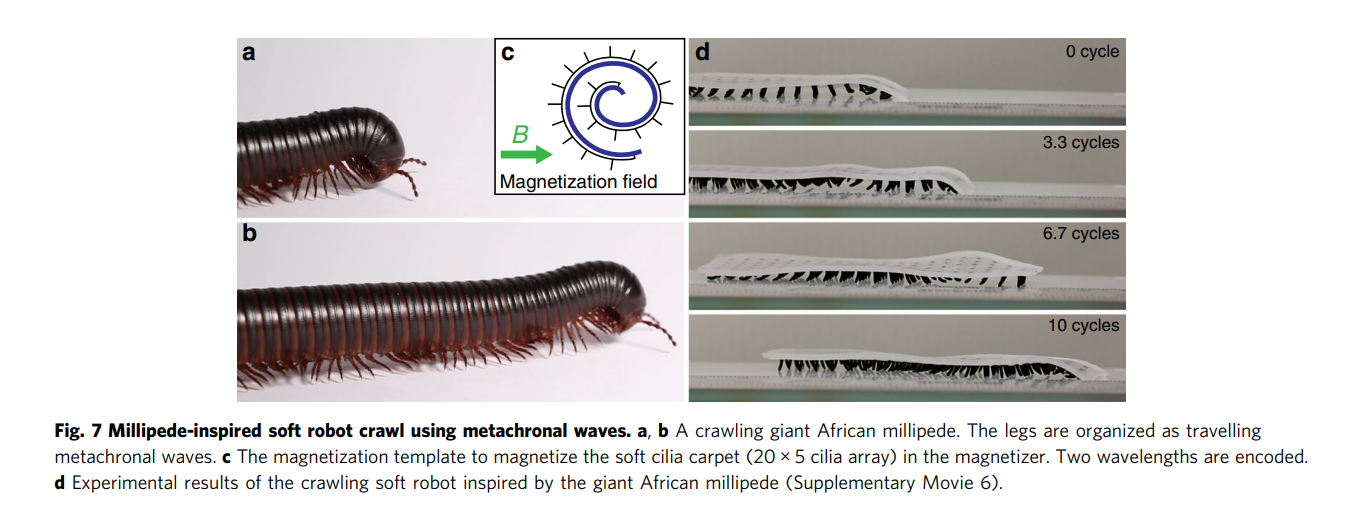 a
c
d
0 cycle
B
Magnetization field
3.3 cycles
b
6.7 cycles
10 cycles
Fig. 7 Millipede-inspired soft robot crawl using metachronal waves. a, b A crawling giant African millipede. The legs are organized as travelling
metachronal waves. c The magnetization template to magnetize the soft cilia carpet (20 × 5 cilia array) in the magnetizer. Two wavelengths are encoded.
d Experimental results of the crawling soft robot inspired by the giant African millipede (Supplementary Movie 6).